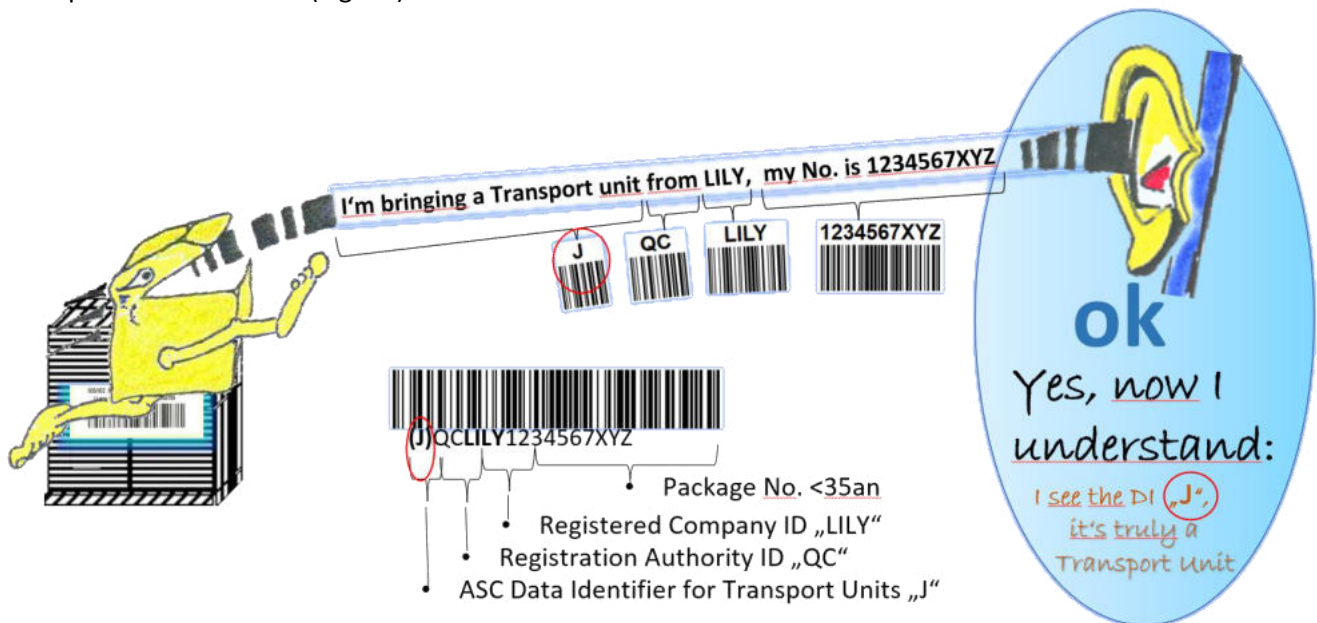 I'm bringing a Transport unit from LILY, my No. is 1234567XYZ
J
QC
LILY
1234567XYZ
(J)QCLILY1234567XYZ
• Package No. <35an
• Registered Company ID „LILY“
• Registration Authority ID „QC“
• ASC Data Identifier for Transport Units „J“
ok
Yes, now I
understand:
I see the DI „J“,
it's truly a
Transport Unit